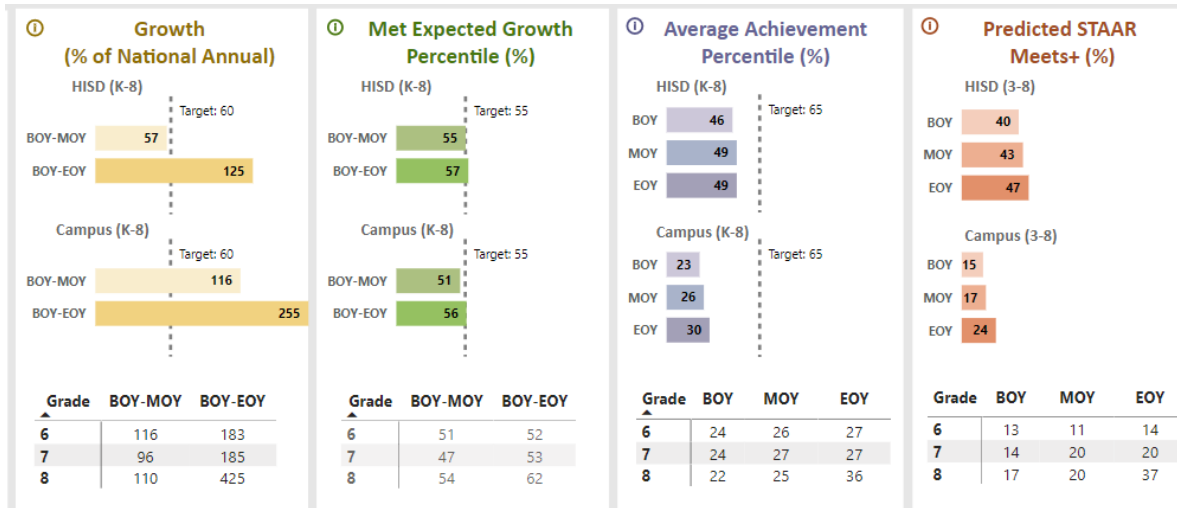 Growth
(% of National Annual)
HISD (K-8)
Target: 60
BOY-MOY 57
BOY-EOY 125
Campus (K-8)
Target: 60
BOY-MOY 116
BOY-EOY 255
Grade BOY-MOY BOY-EOY
6 116 183
7 96 185
8 110 425
Met Expected Growth
Percentile (%)
HISD (K-8)
Target: 55
BOY-MOY 55
BOY-EOY 57
Campus (K-8)
Target: 55
BOY-MOY 51
BOY-EOY 56
Grade BOY-MOY BOY-EOY
6 51 52
7 47 53
8 54 62
Average Achievement
Percentile (%)
HISD (K-8)
Target: 65
BOY 46
MOY 49
EOY 49
Campus (K-8)
Target: 65
BOY 23
MOY 26
EOY 30
Grade BOY MOY EOY
6 24 26 27
7 24 27 27
8 22 25 36
Predicted STAAR
Meets+ (%)
HISD (3-8)
BOY 40
MOY 43
EOY 47
Campus (3-8)
BOY 15
MOY 17
EOY 24
Grade BOY MOY EOY
6 13 11 14
7 14 20 20
8 17 20 37